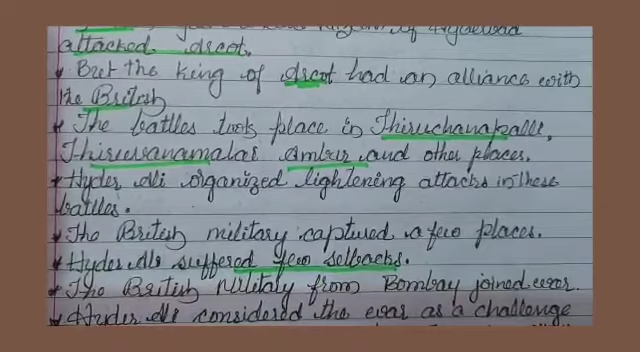 of Hyderabad
attacked Arcot.
But the king of Arcot had an alliance with
the British
The battles took place in Thiruchanapalli,
Thiruvanamalai Ambur and other places.
Hyder Ali organized lightening attacks in these
battles.
The British military captured a few places.
Hyder Ali suffered few setbacks.
The British Military from Bombay joined war.
Hyder Ali considered the war as a challenge